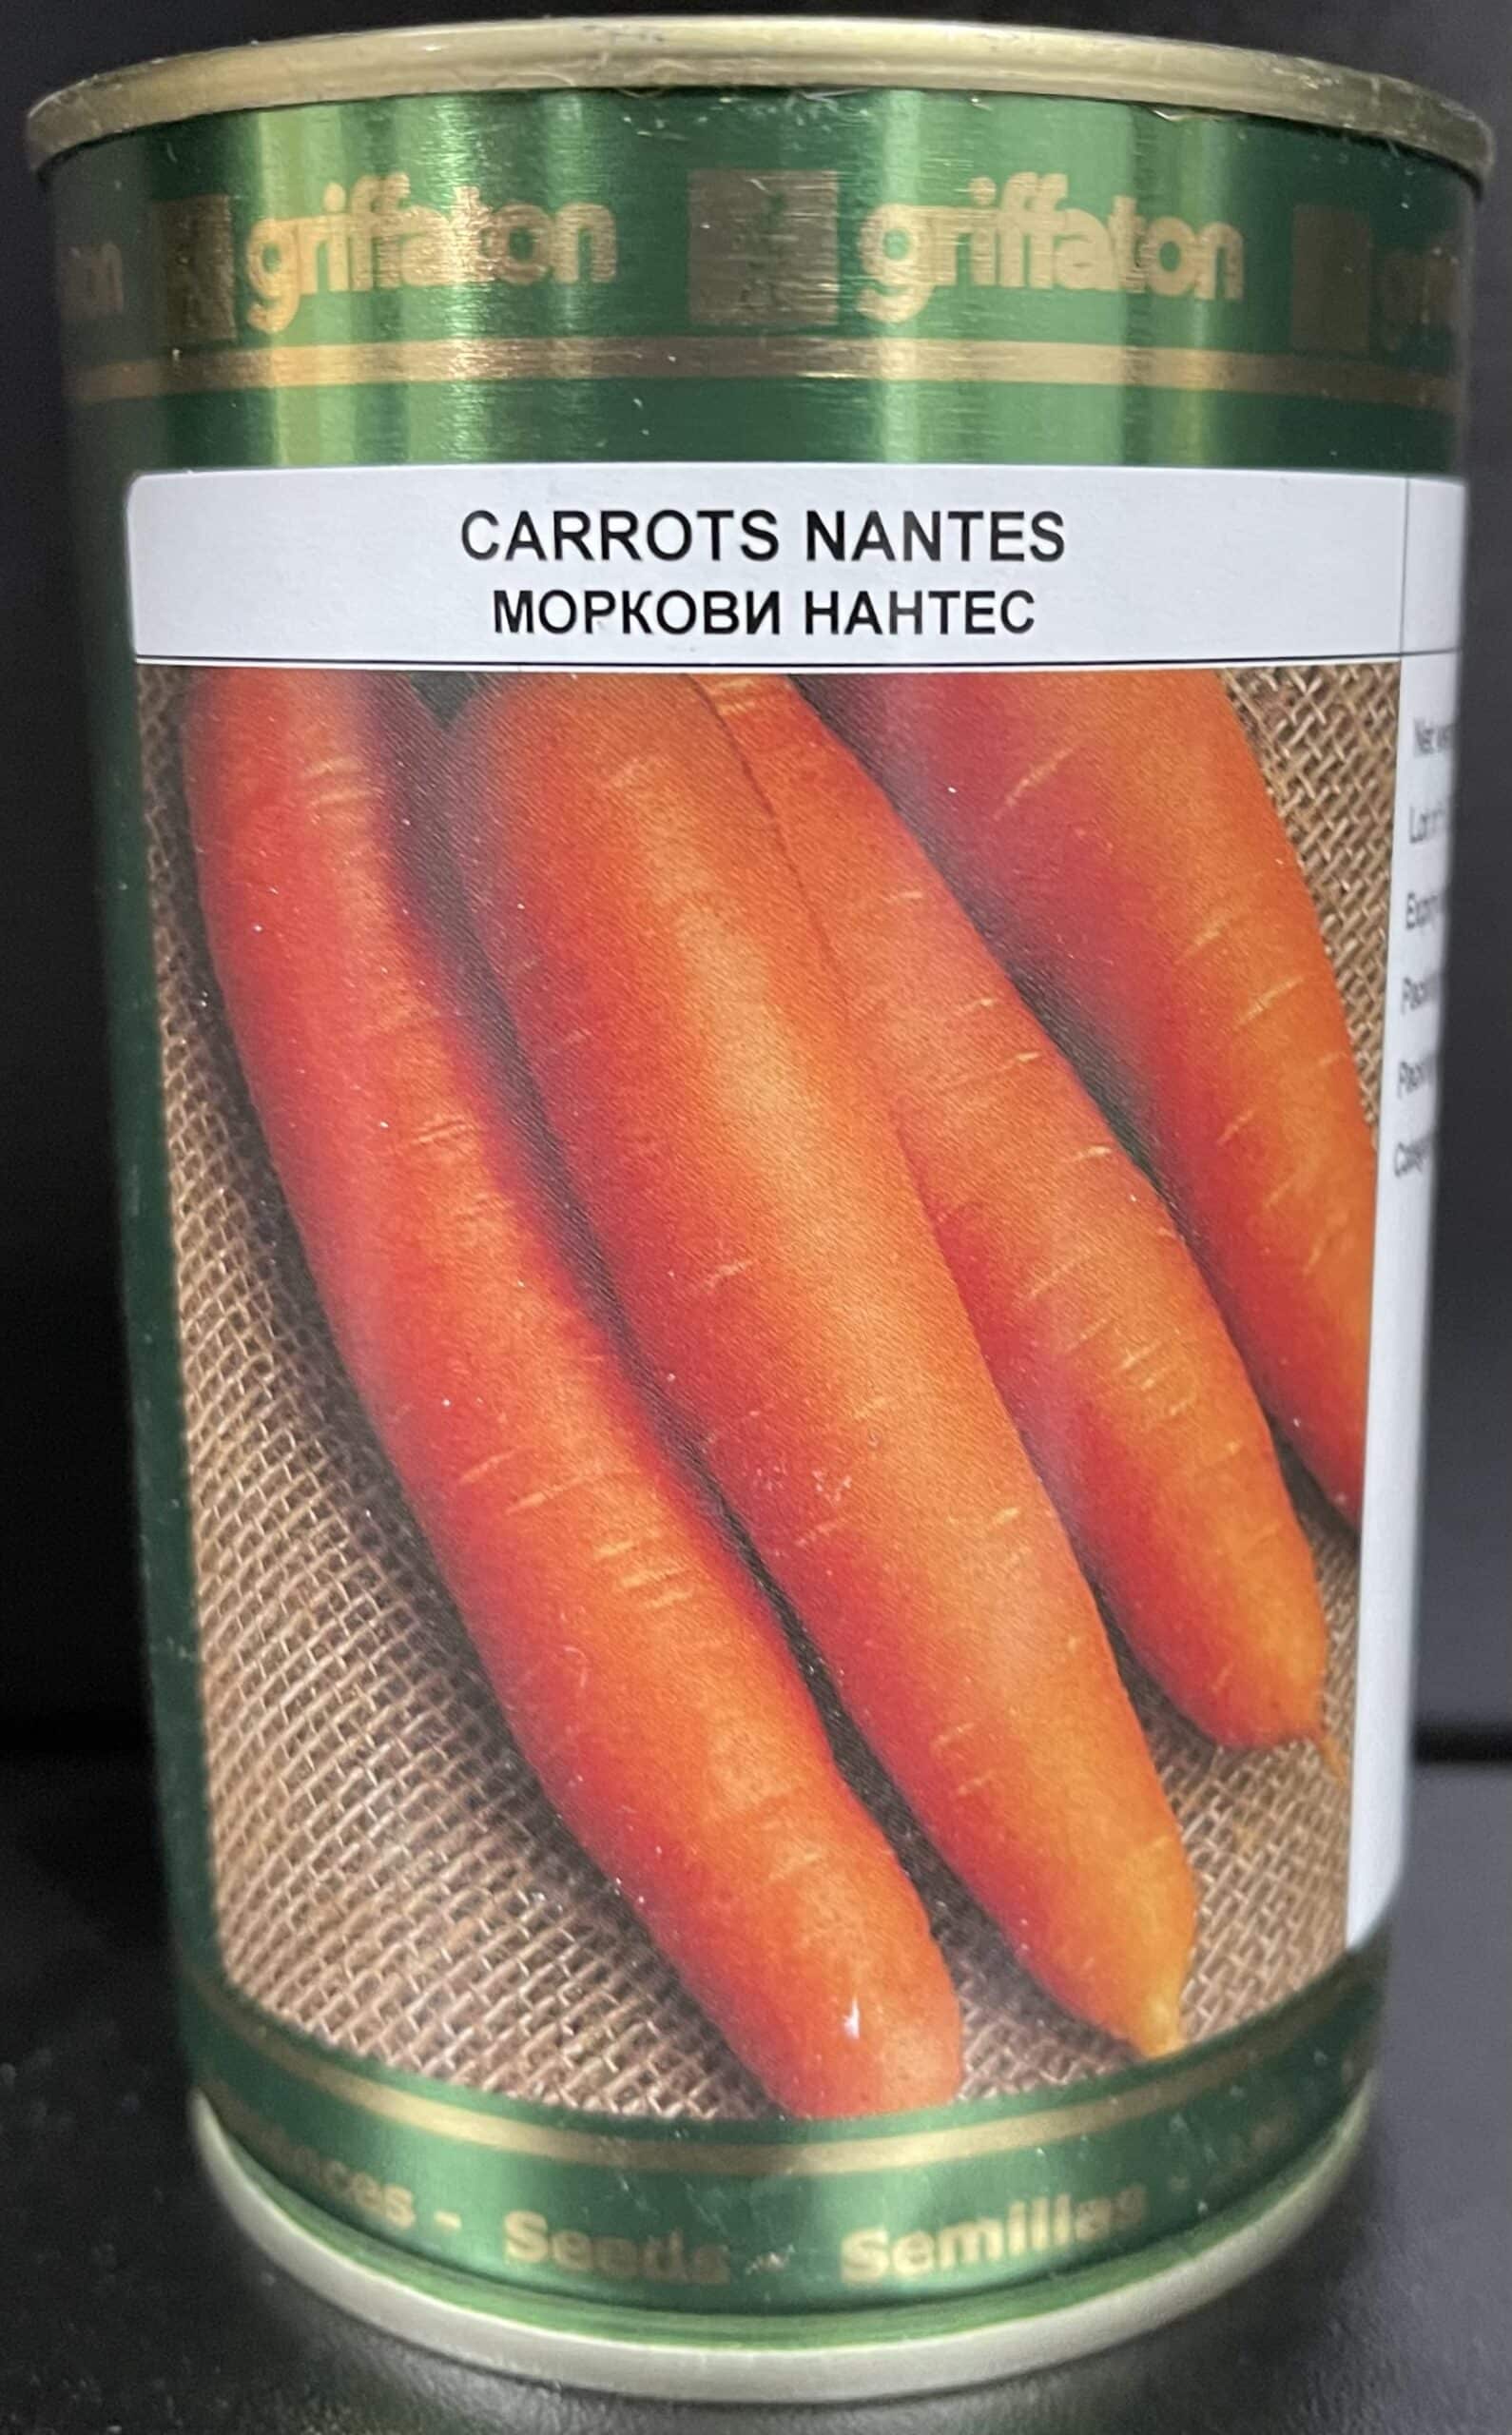 griffaton griffaton
CARROTS NANTES
МОРКОВИ НАНТЕС
Seeds - Semillas